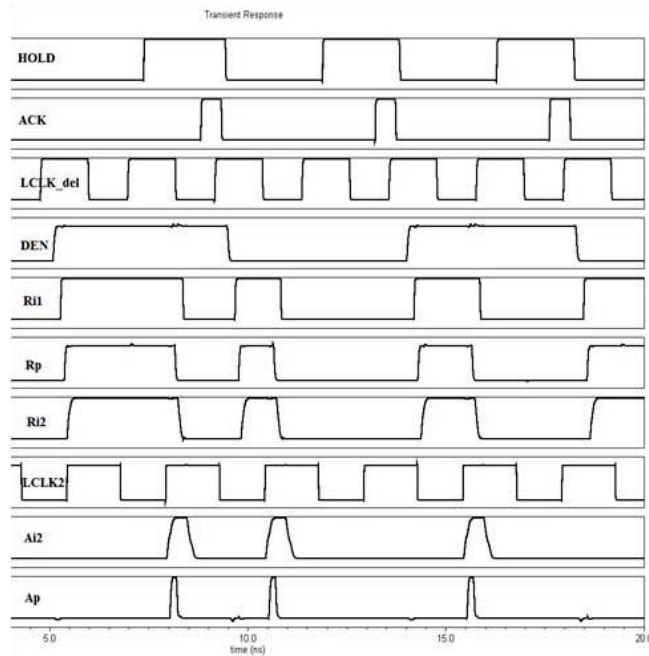 Transient Response
HOLD
ACK
LCLK_del
DEN
Ri1
Rp
Ri2
LCLK2
Ai2
Ap
5.0 10.0 15.0 20.0
time (ns)